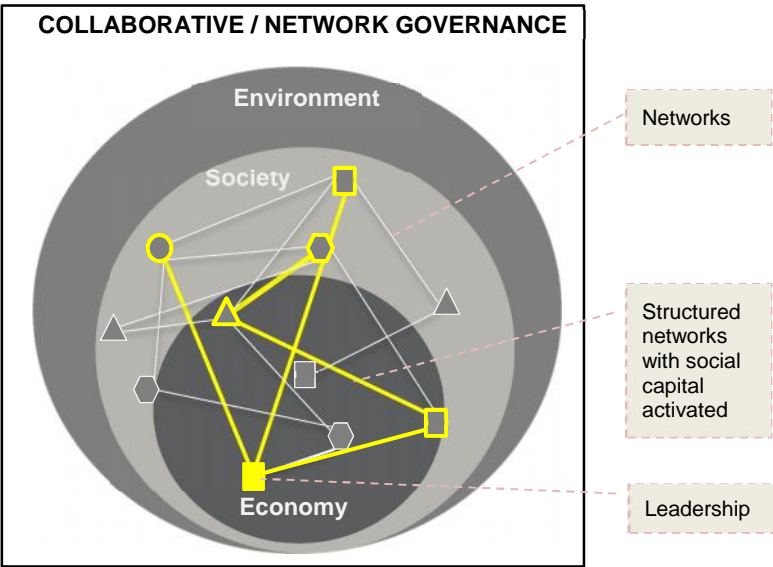 COLLABORATIVE / NETWORK GOVERNANCE
Environment
Networks
Society
Structured
networks
with social
capital
activated
Economy
Leadership